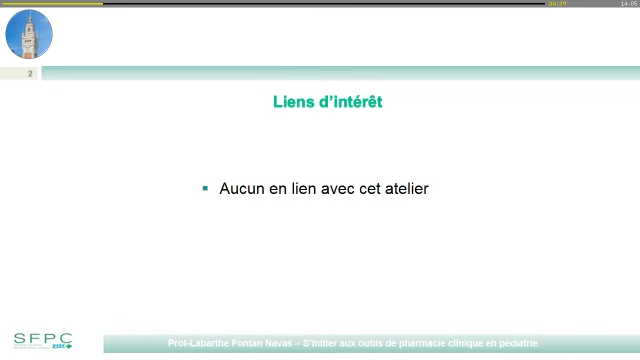 36:09
14:05
2
Liens d'intérêt
Aucun en lien avec cet atelier
SFPC
Prot-Labarthe Fontan Navas – S'initier aux outils de pharmacie clinique en pédiatrie